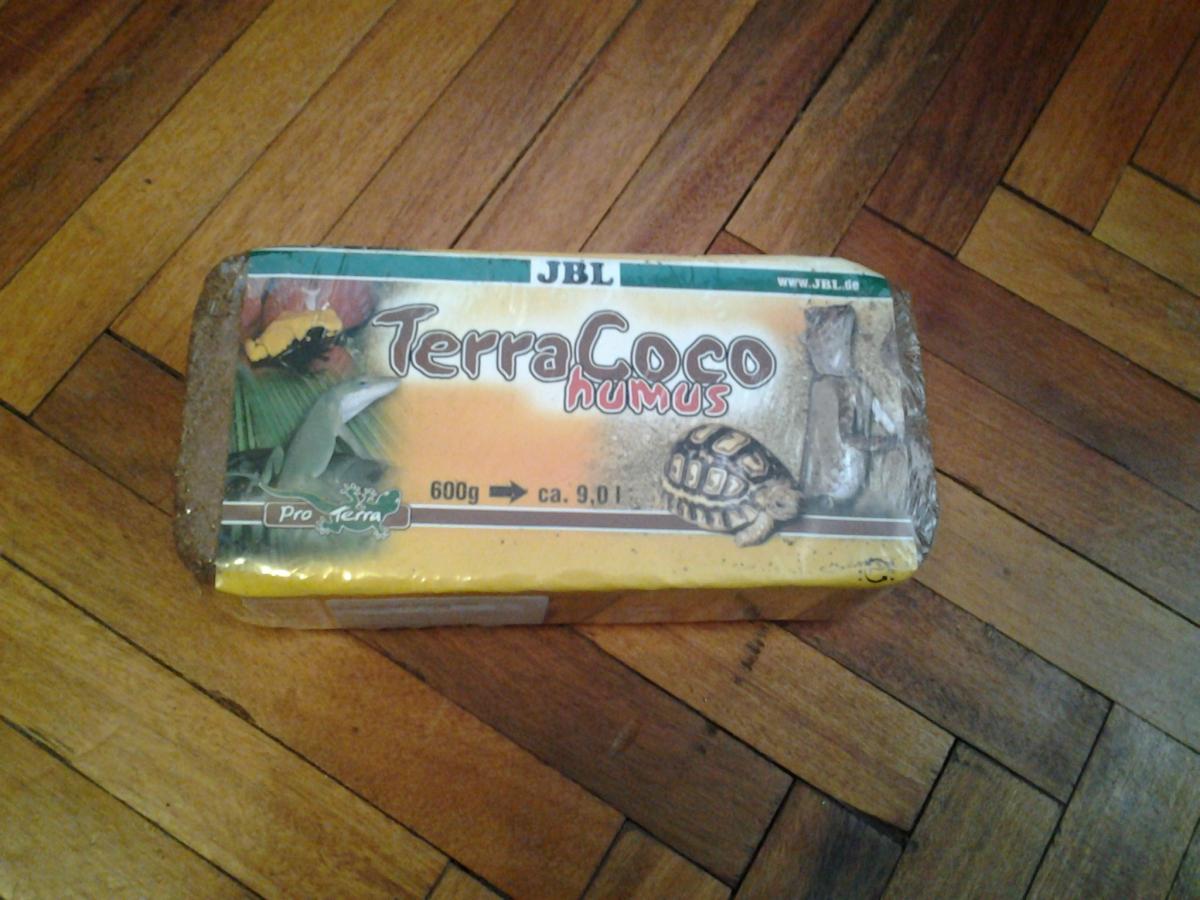 JBL
www.JBL.de
TerraCoco
humus
600g ca. 9,0 l
Pro Terra